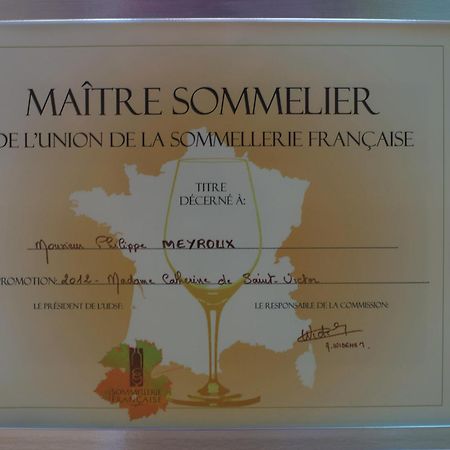 MAÎTRE SOMMELIER
DE L'UNION DE LA SOMMELLERIE FRANÇAISE
TITRE
DÉCERNÉ À:
Monsieur Philippe MEYROUX
PROMOTION: 2012 - Madame Catherine de Saint-Victor
LE PRÉSIDENT DE L'UDSF: LE RESPONSABLE DE LA COMMISSION:
SOMMELLERIE
FRANÇAISE